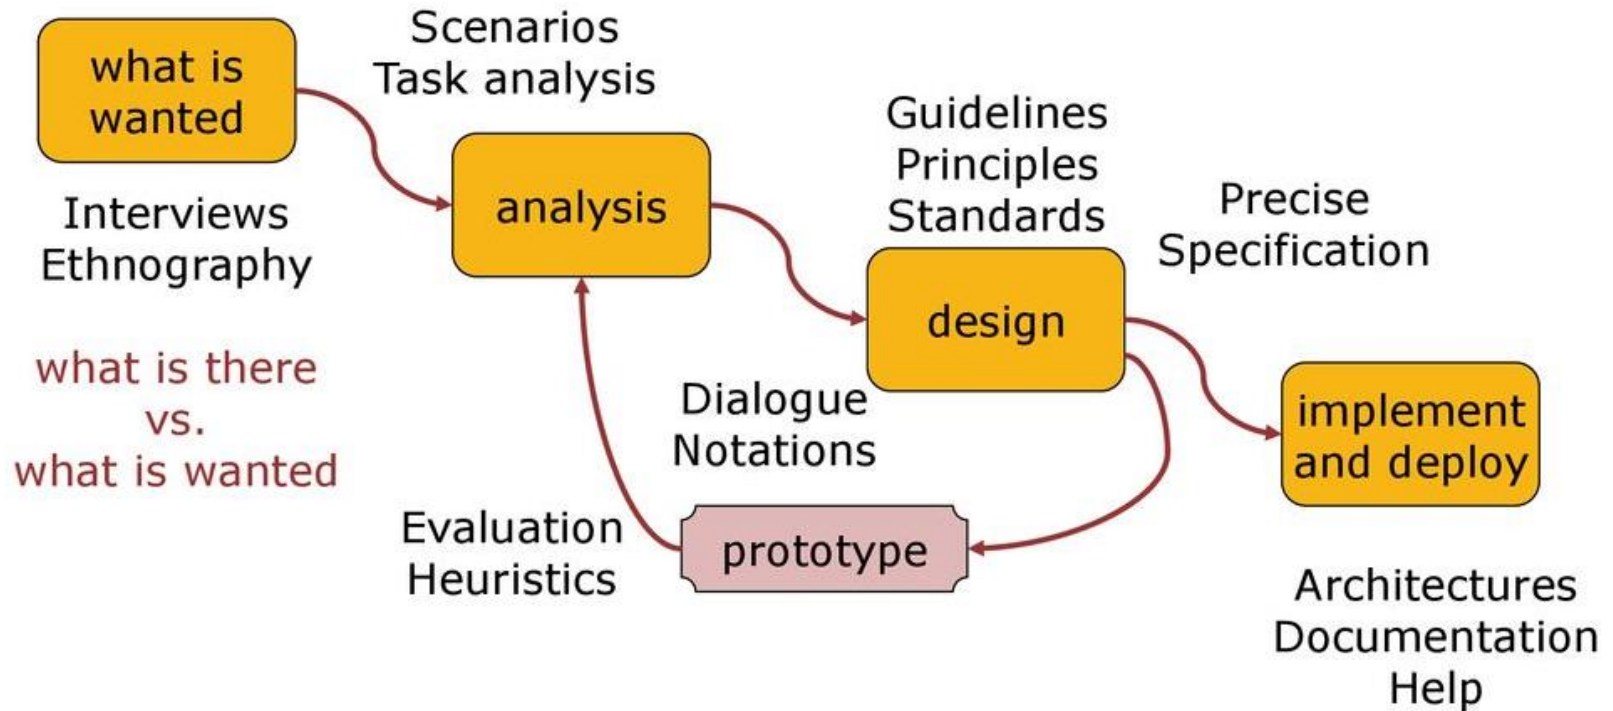 what is
wanted
Interviews
Ethnography
what is there
vs.
what is wanted
Scenarios
Task analysis
analysis
Guidelines
Principles
Standards
design
Precise
Specification
Dialogue
Notations
prototype
Evaluation
Heuristics
implement
and deploy
Architectures
Documentation
Help